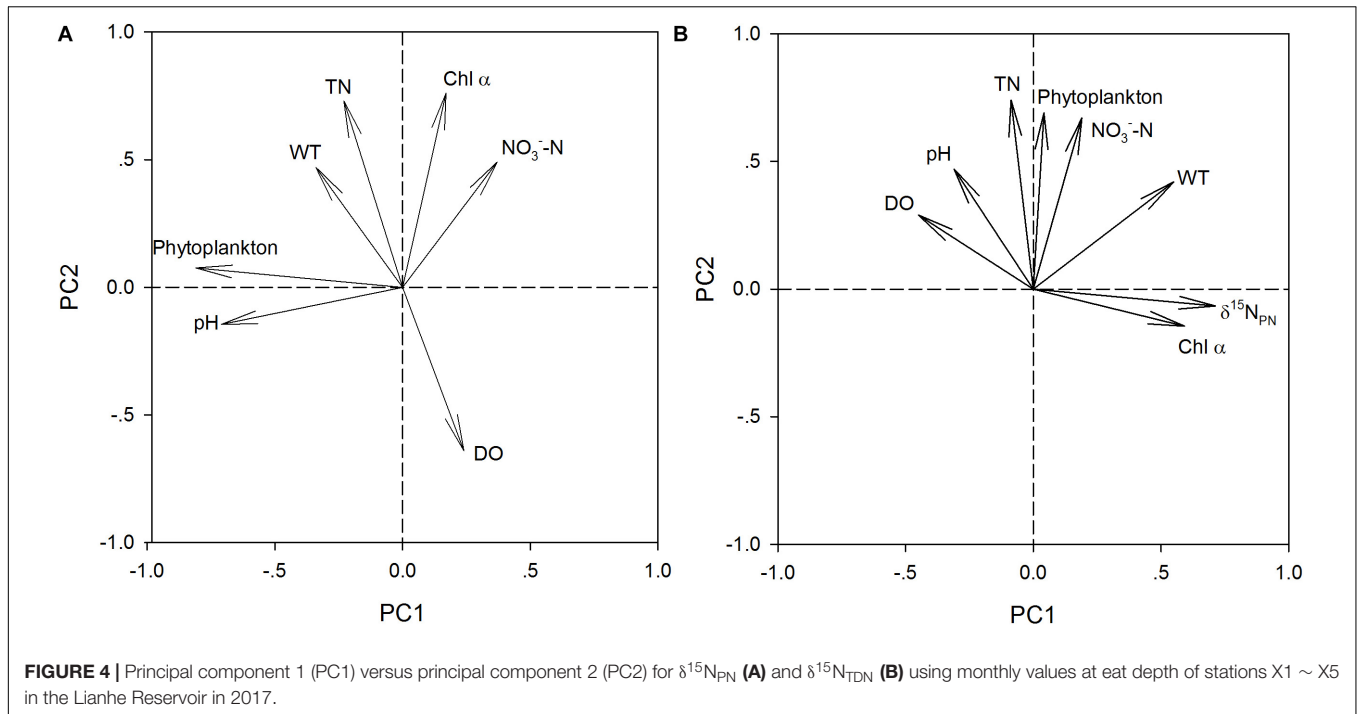 A
1.0
.5
0.0
-.5
-1.0
PC2
TN
Chl α
WT
NO₃⁻-N
Phytoplankton
pH
DO
-1.0 -.5 0.0 .5 1.0
PC1
B
1.0
.5
0.0
-.5
-1.0
PC2
TN
Phytoplankton
NO₃⁻-N
pH
WT
DO
δ¹⁵N_PN
Chl α
-1.0 -.5 0.0 .5 1.0
PC1
FIGURE 4 | Principal component 1 (PC1) versus principal component 2 (PC2) for δ¹⁵N_PN (A) and δ¹⁵N_TDN (B) using monthly values at eat depth of stations X1 ∼ X5
in the Lianhe Reservoir in 2017.